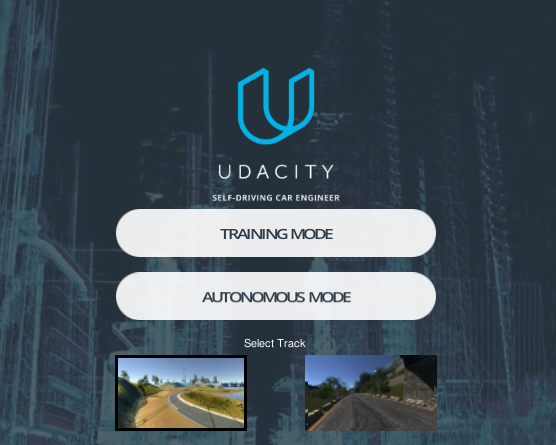 UDACITY
SELF-DRIVING CAR ENGINEER
TRAINING MODE
AUTONOMOUS MODE
Select Track